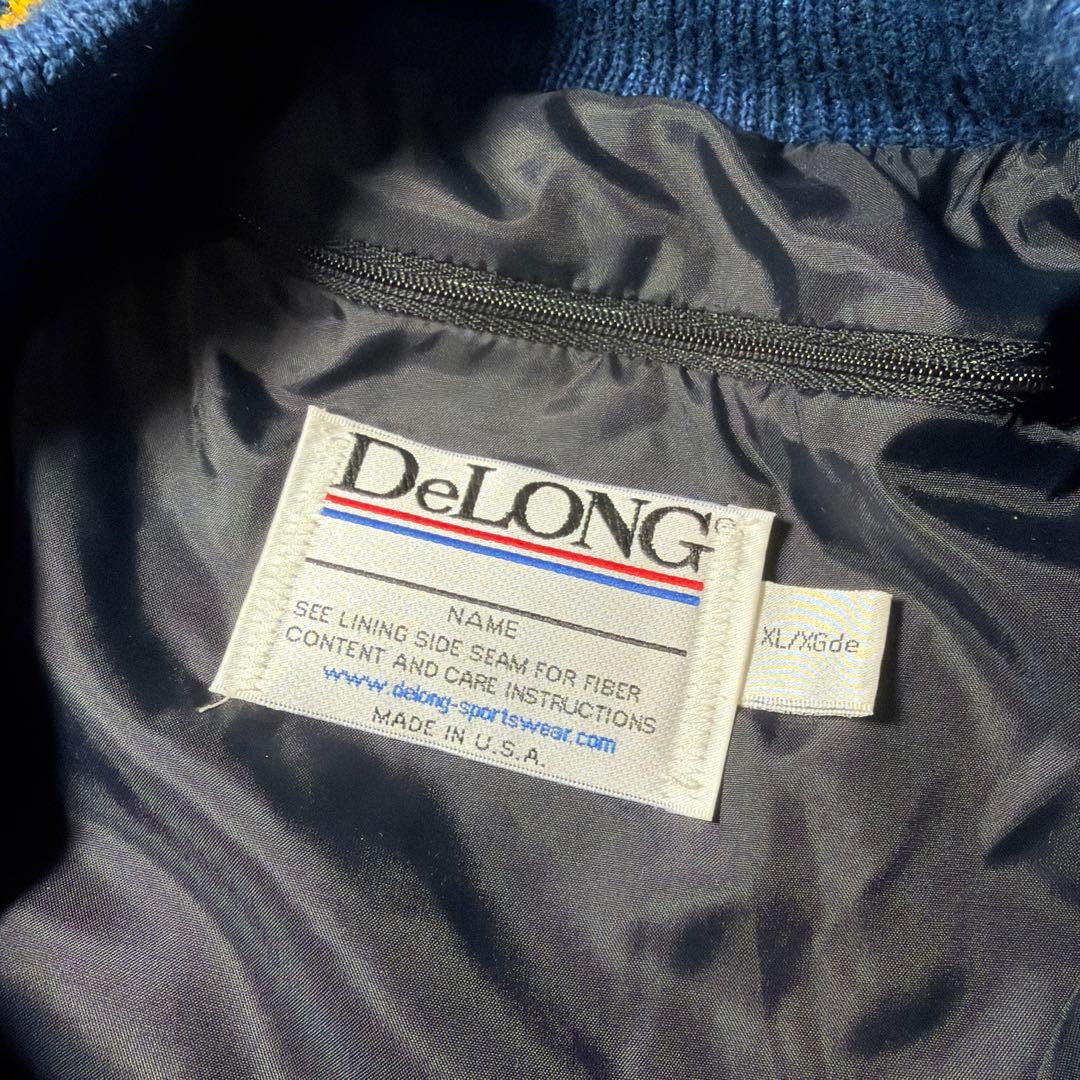 DeLONG®
NAME
SEE LINING SIDE SEAM FOR FIBER
CONTENT AND CARE INSTRUCTIONS
www.delong-sportswear.com
MADE IN U.S.A.
XL/XGde